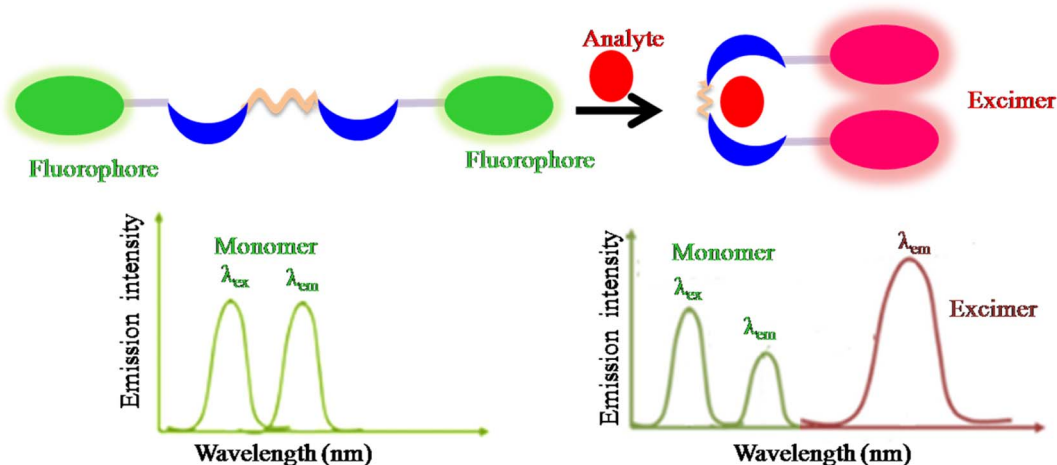 Analyte
Fluorophore
Fluorophore
Excimer
Emission intensity
Monomer
λex
λem
Wavelength (nm)
Emission intensity
Monomer
λex
λem
λem
Excimer
Wavelength (nm)